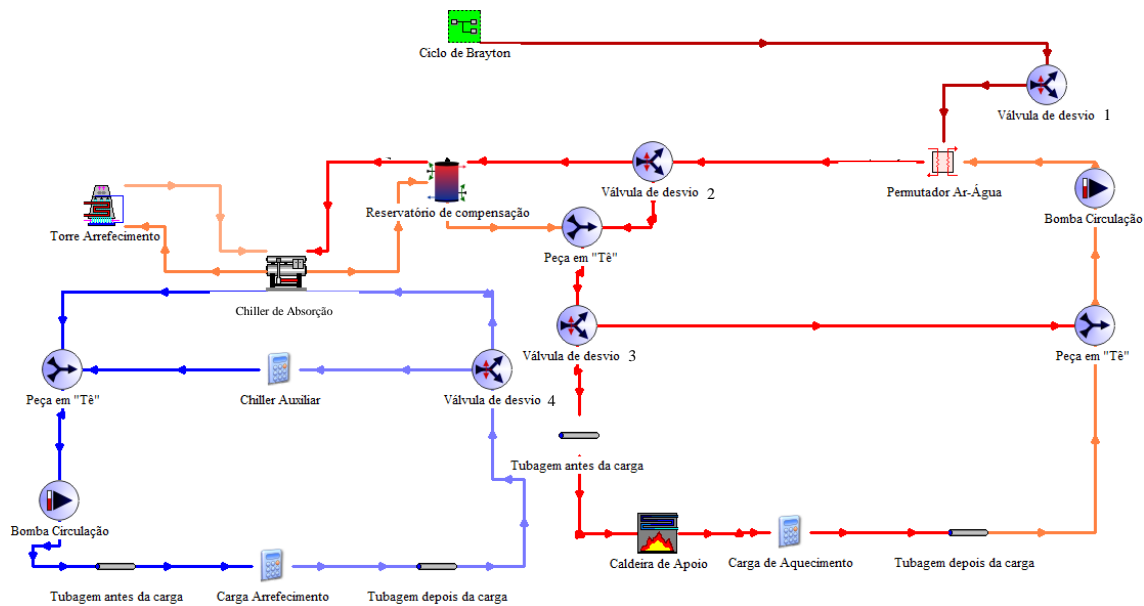 Ciclo de Brayton
Válvula de desvio 1
Válvula de desvio 2
Permutador Ar-Água
Reservatório de compensação
Bomba Circulação
Torre Arrefecimento
Peça em "Tê"
Chiller de Absorção
Válvula de desvio 3
Peça em "Tê"
Peça em "Tê"
Chiller Auxiliar
Válvula de desvio 4
Tubagem antes da carga
Bomba Circulação
Caldeira de Apoio
Carga de Aquecimento
Tubagem depois da carga
Tubagem antes da carga
Carga Arrefecimento
Tubagem depois da carga